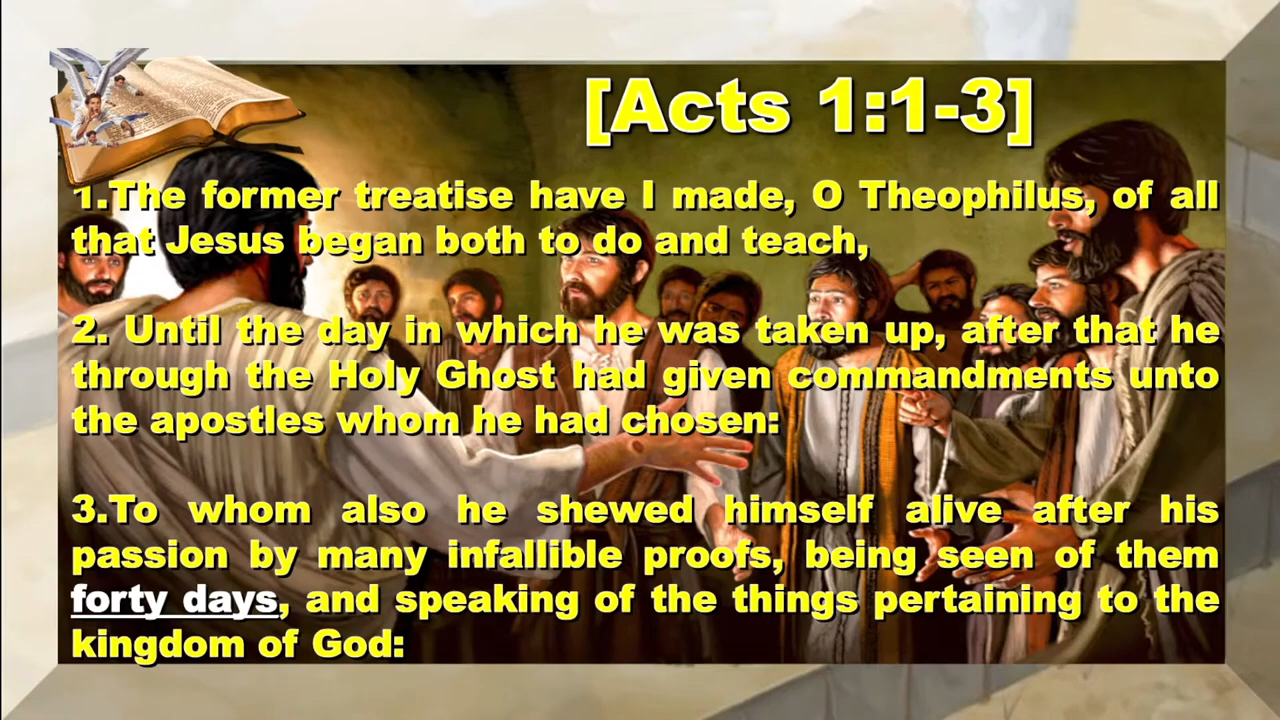 [Acts 1:1-3]
1.The former treatise have I made, O Theophilus, of all
that Jesus began both to do and teach,
2. Until the day in which he was taken up, after that he
through the Holy Ghost had given commandments unto
the apostles whom he had chosen:
3.To whom also he shewed himself alive after his
passion by many infallible proofs, being seen of them
forty days, and speaking of the things pertaining to the
kingdom of God: